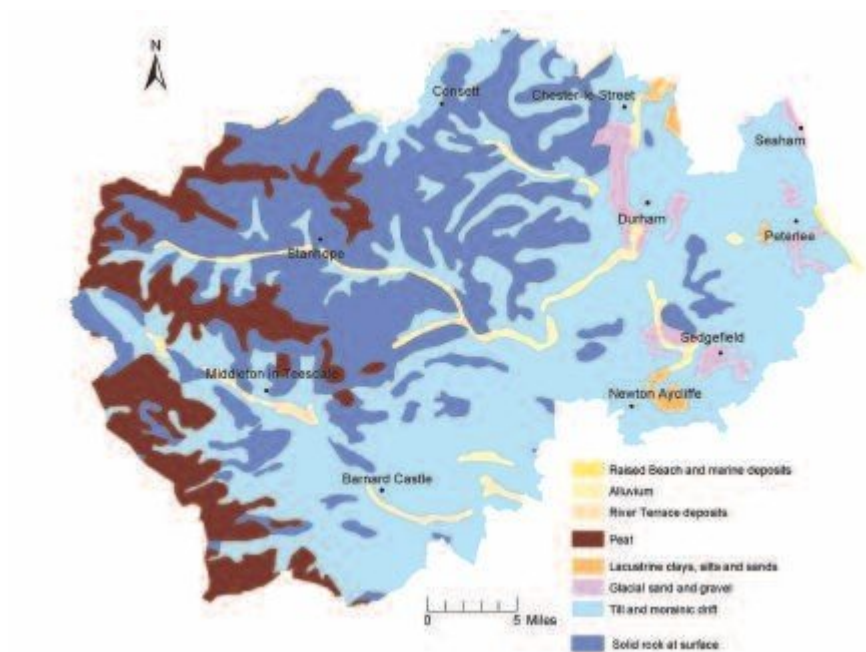 N
Consett
Chester-le-Street
Seaham
Durham
Peterlee
Stanhope
Sedgefield
Middleton in Teesdale
Newton Aycliffe
Barnard Castle
Raised Beach and marine deposits
Alluvium
River Terrace deposits
Peat
Lacustrine clays, silts and sands
Glacial sand and gravel
Till and morainic drift
Solid rock at surface
0 5 Miles